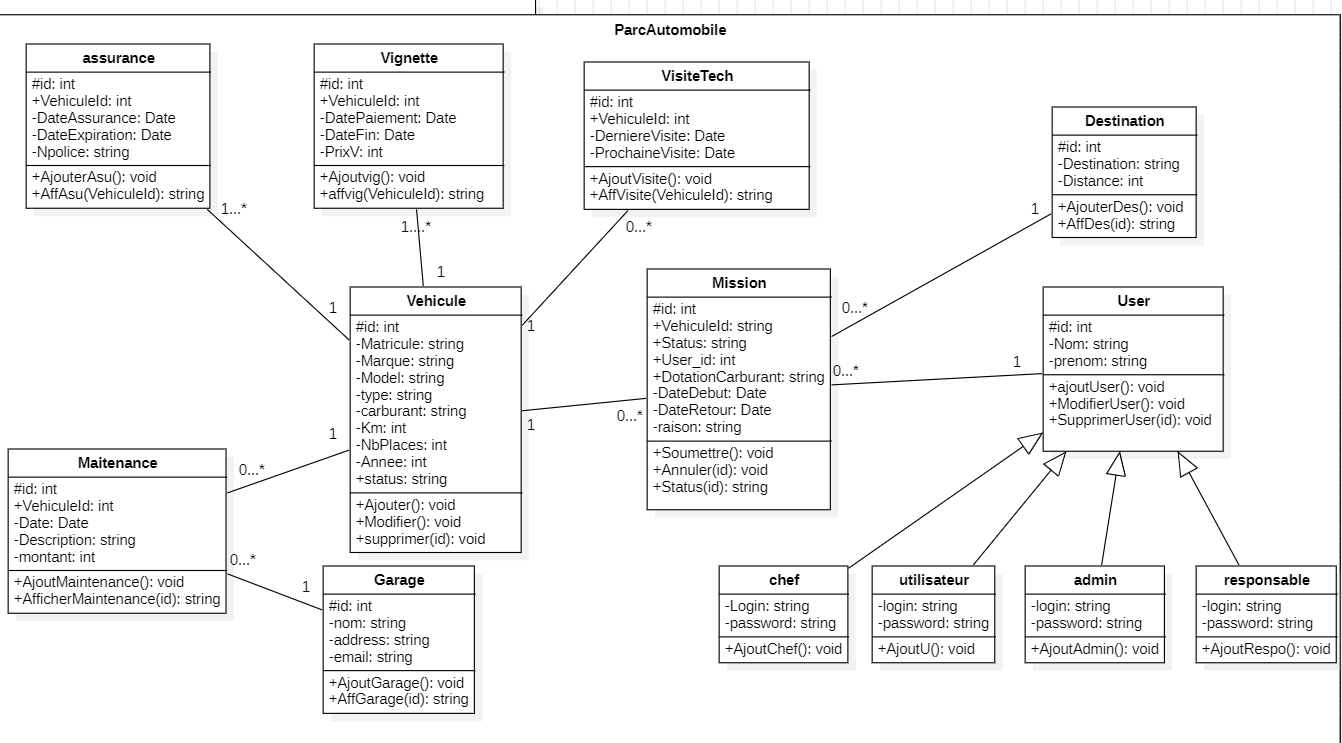 ParcAutomobile
assurance
#id: int
+VehiculeId: int
-DateAssurance: Date
-DateExpiration: Date
-Npolice: string
+AjouterAsu(): void
+AffAsu(VehiculeId): string
1...*
1
Vignette
#id: int
+VehiculeId: int
-DatePaiement: Date
-DateFin: Date
-PrixV: int
+Ajoutvig(): void
+affvig(VehiculeId): string
1....*
1
VisiteTech
#id: int
+VehiculeId: int
-DerniereVisite: Date
-ProchaineVisite: Date
+AjoutVisite(): void
+AffVisite(VehiculeId): string
0...*
1
Destination
#id: int
-Destination: string
-Distance: int
+AjouterDes(): void
+AffDes(id): string
1
0...*
Vehicule
#id: int
-Matricule: string
-Marque: string
-Model: string
-type: string
-carburant: string
-Km: int
-NbPlaces: int
-Annee: int
+status: string
+Ajouter(): void
+Modifier(): void
+supprimer(id): void
1
0...*
Mission
#id: int
+VehiculeId: string
+Status: string
+User_id: int
+DotationCarburant: string
-DateDebut: Date
-DateRetour: Date
-raison: string
+Soumettre(): void
+Annuler(id): void
+Status(id): string
0...*
1
User
#id: int
-Nom: string
-prenom: string
+ajoutUser(): void
+ModifierUser(): void
+SupprimerUser(id): void
Maitenance
#id: int
+VehiculeId: int
-Date: Date
-Description: string
-montant: int
+AjoutMaintenance(): void
+AfficherMaintenance(id): string
0...*
1
0...*
1
Garage
#id: int
-nom: string
-address: string
-email: string
+AjoutGarage(): void
+AffGarage(id): string
chef
-Login: string
-password: string
+AjoutChef(): void
utilisateur
-login: string
-password: string
+AjoutU(): void
admin
-login: string
-password: string
+AjoutAdmin(): void
responsable
-login: string
-password: string
+AjoutRespo(): void